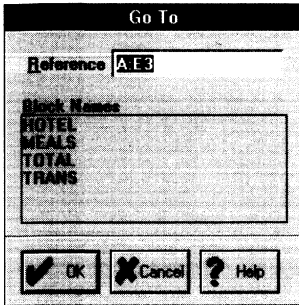 Go To
Reference A:E3
Block Names
HOTEL
MEALS
TOTAL
TRANS
OK Cancel ? Help